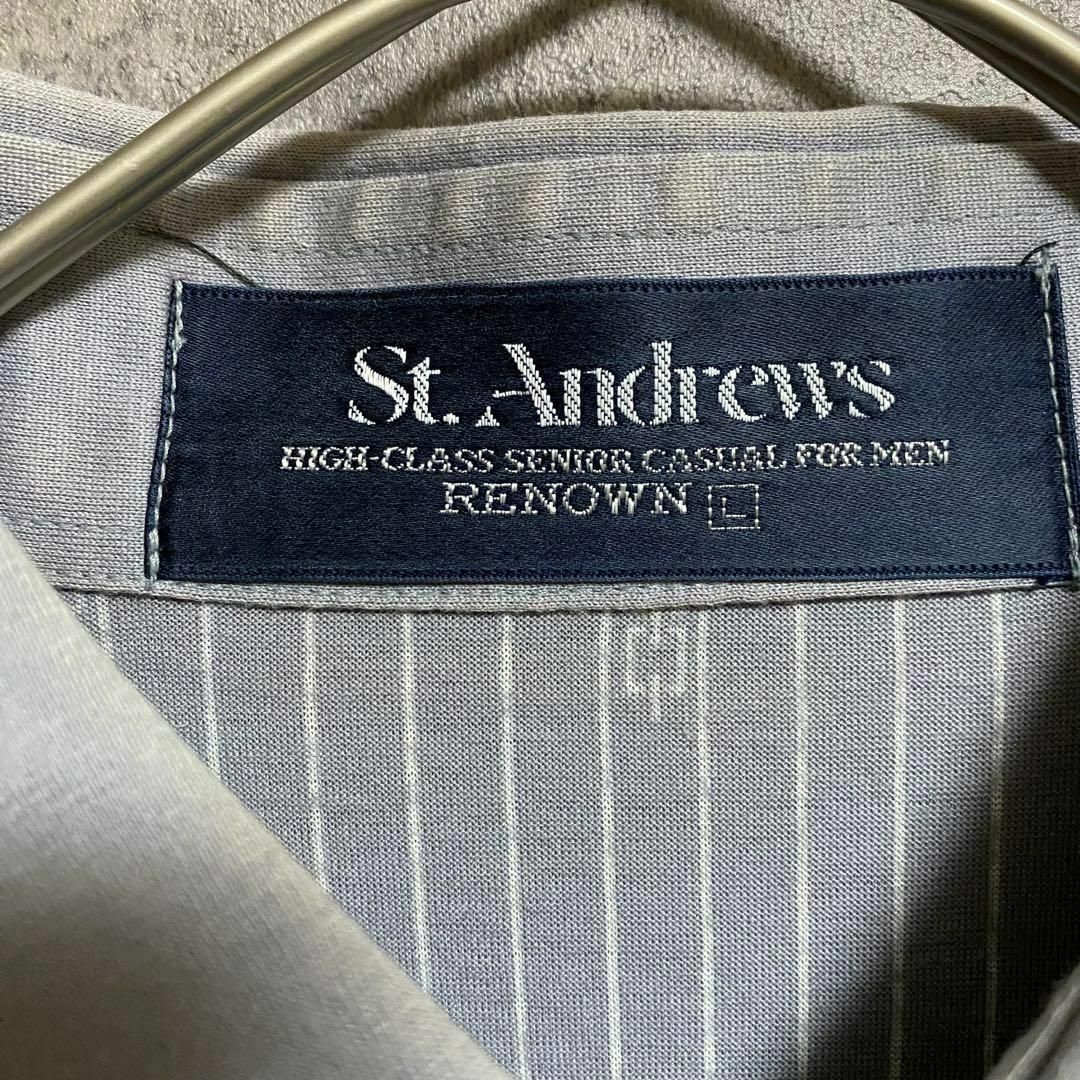 St. Andrews
HIGH-CLASS SENIOR CASUAL FOR MEN
RENOWN L